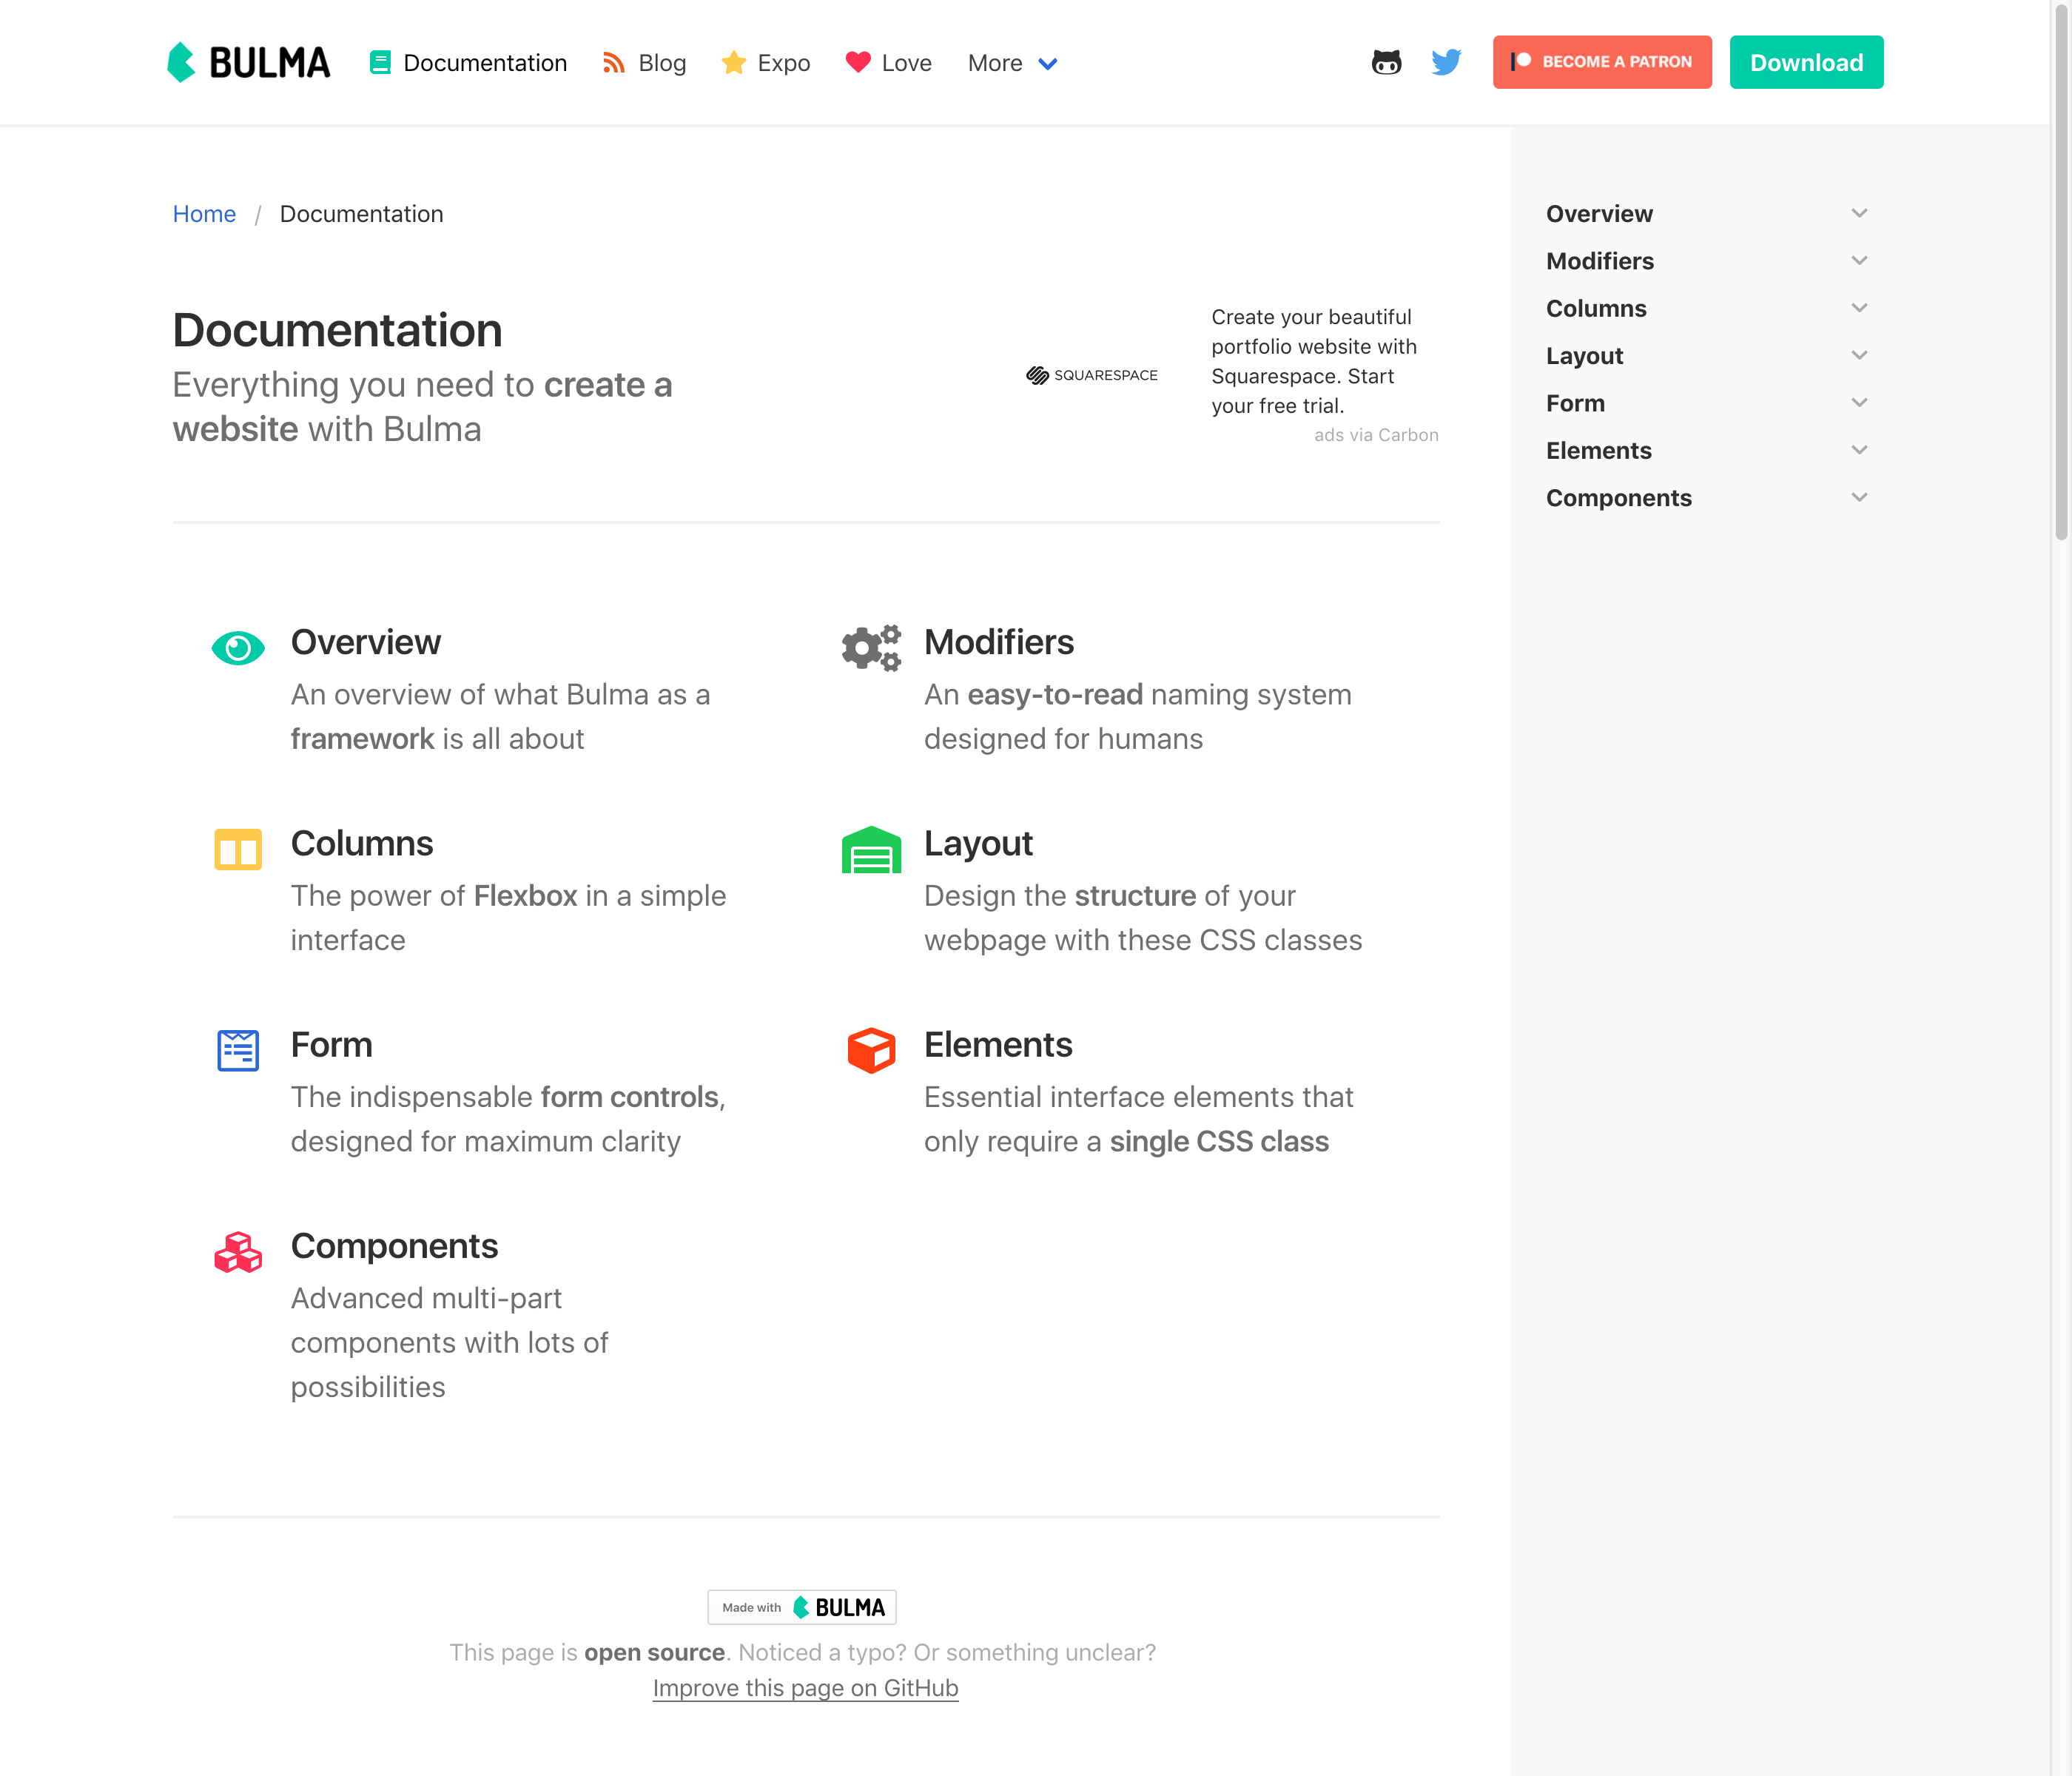 BULMA
Documentation
Blog
Expo
Love
More
BECOME A PATRON
Download
Home / Documentation
Documentation
Everything you need to create a
website with Bulma
SQUARESPACE
Create your beautiful
portfolio website with
Squarespace. Start
your free trial.
ads via Carbon
Overview
Modifiers
Columns
Layout
Form
Elements
Components
Overview
An overview of what Bulma as a
framework is all about
Modifiers
An easy-to-read naming system
designed for humans
Columns
The power of Flexbox in a simple
interface
Layout
Design the structure of your
webpage with these CSS classes
Form
The indispensable form controls,
designed for maximum clarity
Elements
Essential interface elements that
only require a single CSS class
Components
Advanced multi-part
components with lots of
possibilities
Made with BULMA
This page is open source. Noticed a typo? Or something unclear?
Improve this page on GitHub